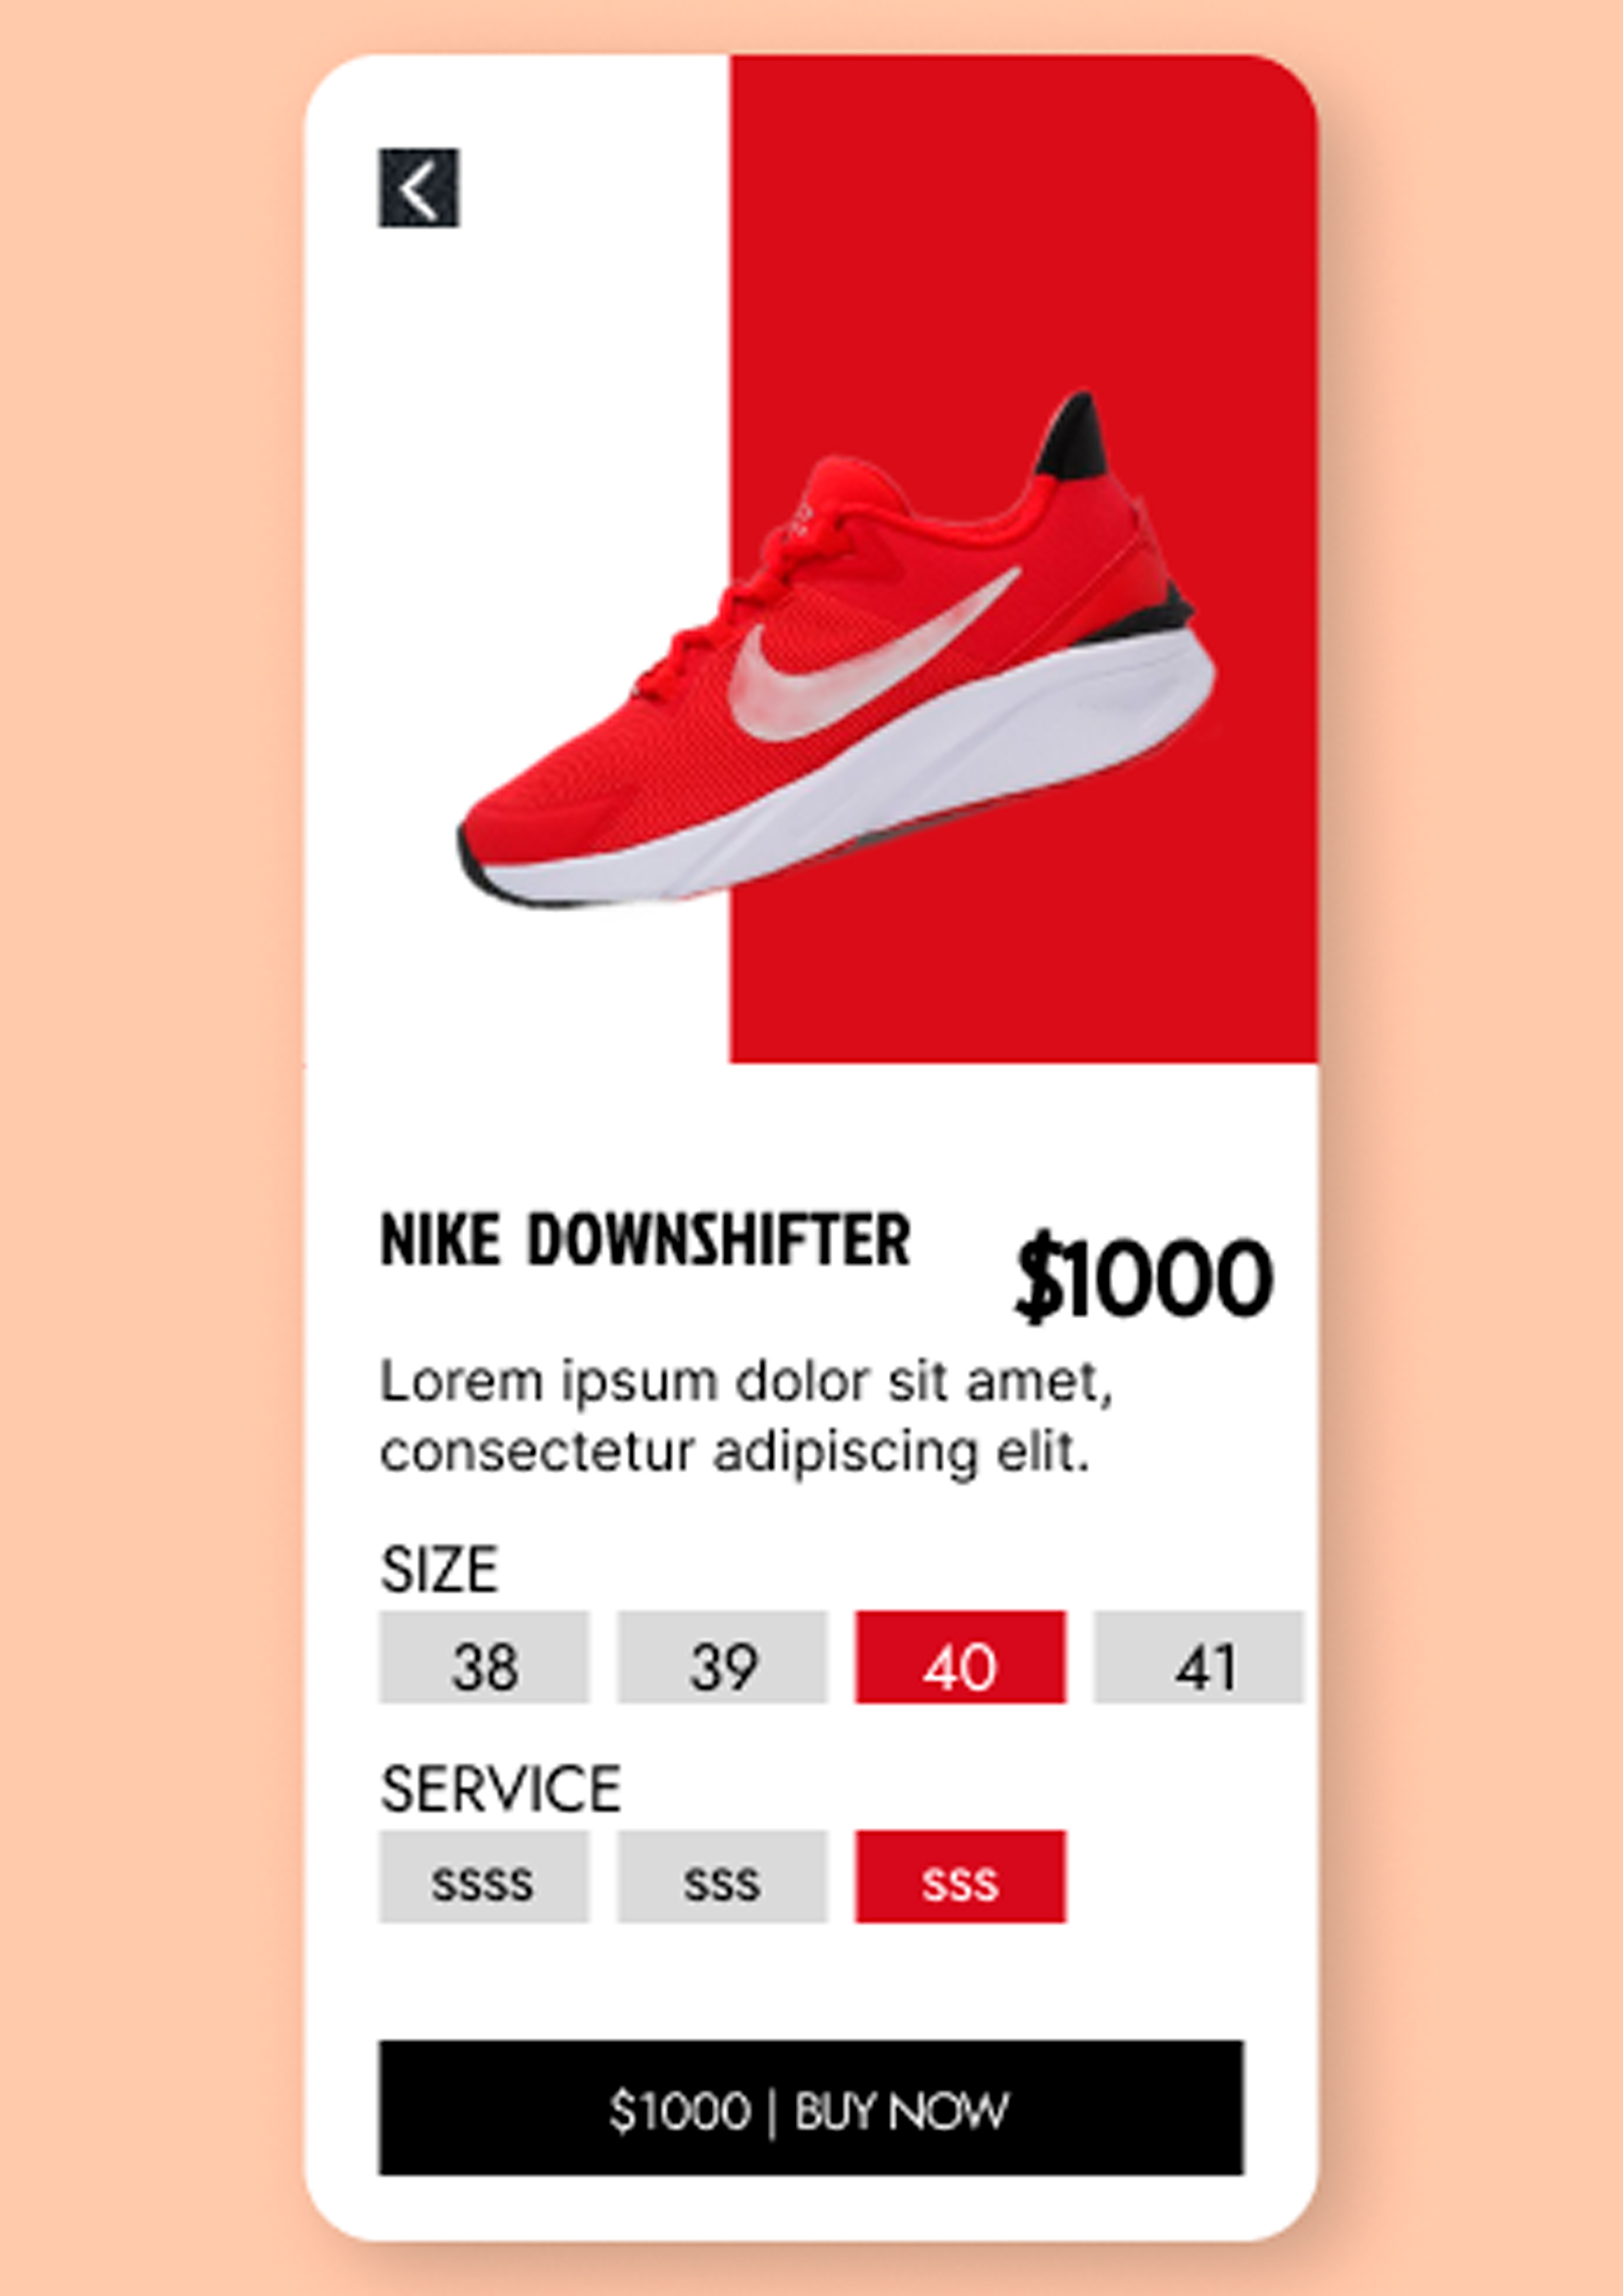 NIKE DOWNSHIFTER
$1000
Lorem ipsum dolor sit amet,
consectetur adipiscing elit.
SIZE
38 39 40 41
SERVICE
ssss sss sss
$1000 | BUY NOW